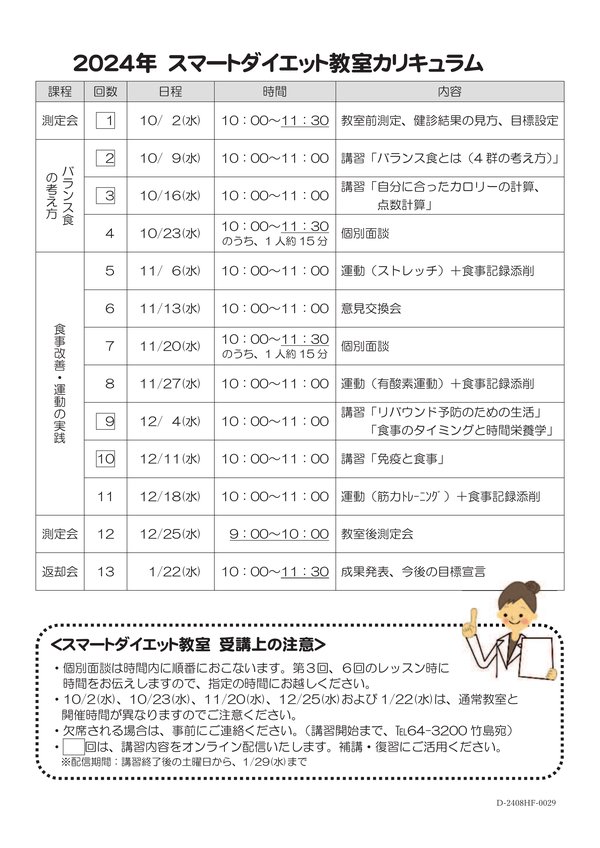 2024年 スマートダイエット教室カリキュラム
課程 回数 日程 時間 内容
測定会 1 10/ 2(水) 10：00～11：30 教室前測定、健診結果の見方、目標設定
バランス食
の考え方
2 10/ 9(水) 10：00～11：00 講習「バランス食とは（4群の考え方）」
3 10/16(水) 10：00～11：00 講習「自分に合ったカロリーの計算、
点数計算」
4 10/23(水) 10：00～11：30 個別面談
のうち、1人約15分
食事改善・運動の実践
5 11/ 6(水) 10：00～11：00 運動（ストレッチ）＋食事記録添削
6 11/13(水) 10：00～11：00 意見交換会
7 11/20(水) 10：00～11：30 個別面談
のうち、1人約15分
8 11/27(水) 10：00～11：00 運動（有酸素運動）＋食事記録添削
9 12/ 4(水) 10：00～11：00 講習「リバウンド予防のための生活」
「食事のタイミングと時間栄養学」
10 12/11(水) 10：00～11：00 講習「免疫と食事」
11 12/18(水) 10：00～11：00 運動（筋力ﾄﾚｰﾆﾝｸﾞ）＋食事記録添削
測定会 12 12/25(水) 9：00～10：00 教室後測定会
返却会 13 1/22(水) 10：00～11：30 成果発表、今後の目標宣言
<スマートダイエット教室 受講上の注意>
・個別面談は時間内に順番におこないます。第3回、6回のレッスン時に
時間をお伝えしますので、指定の時間にお越しください。
・10/2(水)、10/23(水)、11/20(水)、12/25(水)および1/22(水)は、通常教室と
開催時間が異なりますのでご注意ください。
・欠席される場合は、事前にご連絡ください。（講習開始まで、℡64-3200 竹島宛）
・　　回は、講習内容をオンライン配信いたします。補講・復習にご活用ください。
※配信期間：講習終了後の土曜日から、1/29(水)まで
D-2408HF-0029